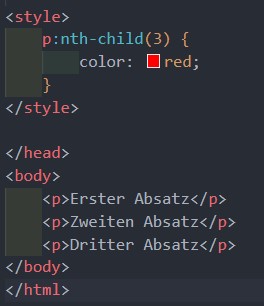 <style>
p:nth-child(3) {
color: red;
}
</style>
</head>
<body>
<p>Erster Absatz</p>
<p>Zweiten Absatz</p>
<p>Dritter Absatz</p>
</body>
</html>